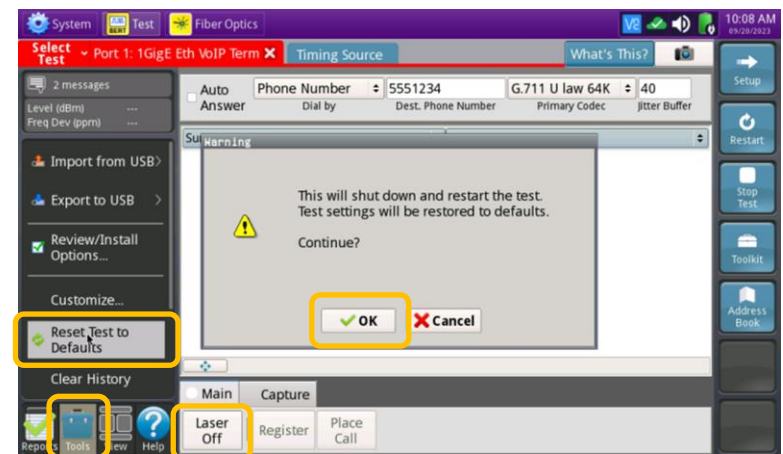 System
Test
Fiber Optics
10:08 AM
09/20/2023
Select
Test
Port 1: 1GigE Eth VoIP Term
Timing Source
What's This?
2 messages
Level (dBm) ---
Freq Dev (ppm) ---
Auto
Answer
Phone Number
Dial by
5551234
Dest. Phone Number
G.711 U law 64K
Primary Codec
40
Jitter Buffer
Import from USB
Export to USB
Review/Install
Options...
Customize...
Reset Test to
Defaults
Clear History
Reports
Tools
View
Help
Warning
This will shut down and restart the test.
Test settings will be restored to defaults.
Continue?
OK
Cancel
Main
Capture
Laser
Off
Register
Place
Call
Setup
Restart
Stop
Test
Toolkit
Address
Book